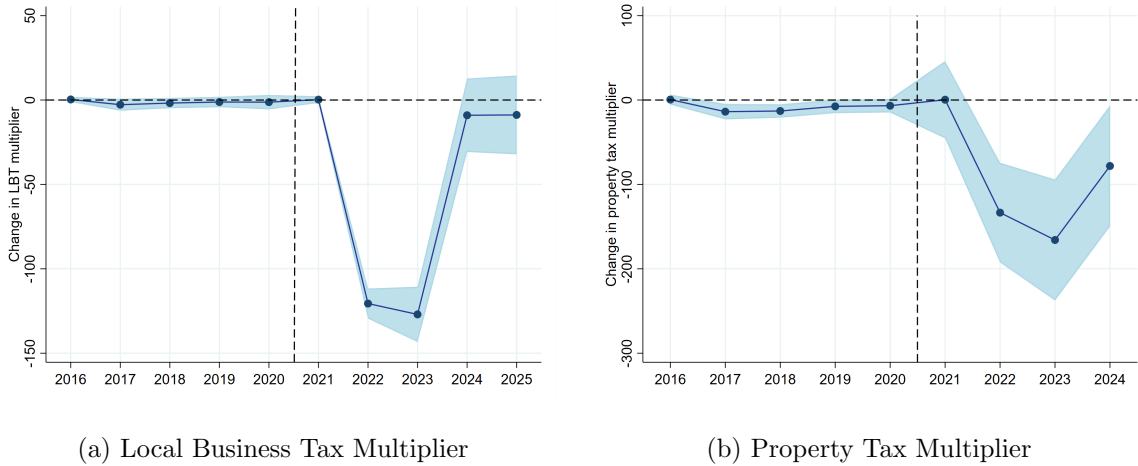 50
0
-50
-100
-150
Change in LBT multiplier
2016 2017 2018 2019 2020 2021 2022 2023 2024 2025
(a) Local Business Tax Multiplier
100
0
-100
-200
-300
Change in property tax multiplier
2016 2017 2018 2019 2020 2021 2022 2023 2024
(b) Property Tax Multiplier